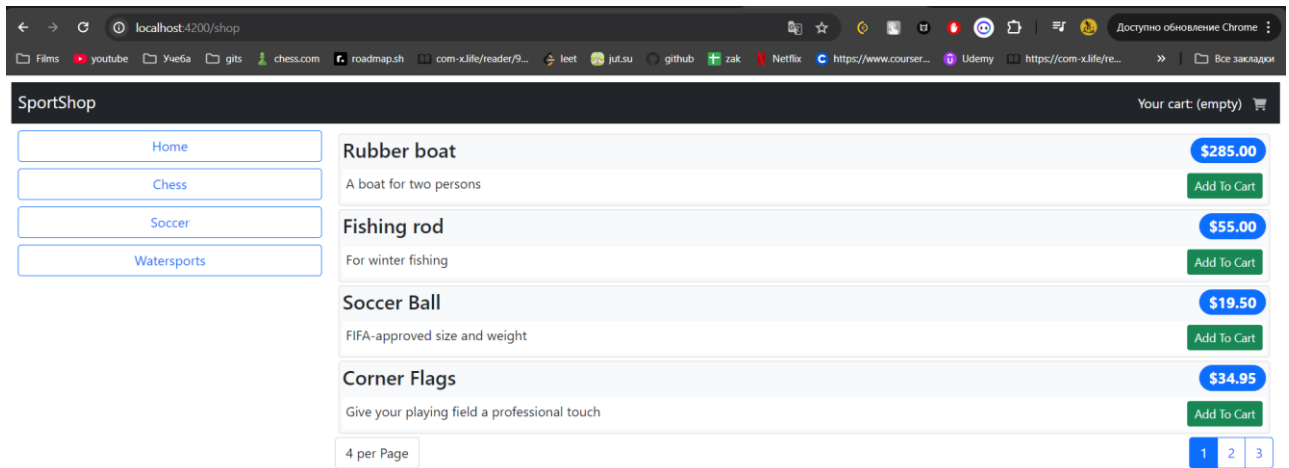 localhost:4200/shop
Доступно обновление Chrome
Films youtube Учеба gits chess.com roadmap.sh com-x.life/reader/9... leet jut.su github zak Netflix https://www.courser... Udemy https://com-x.life/re... » Все закладки
SportShop Your cart: (empty)
Home
Chess
Soccer
Watersports
Rubber boat $285.00
A boat for two persons Add To Cart
Fishing rod $55.00
For winter fishing Add To Cart
Soccer Ball $19.50
FIFA-approved size and weight Add To Cart
Corner Flags $34.95
Give your playing field a professional touch Add To Cart
4 per Page 1 2 3